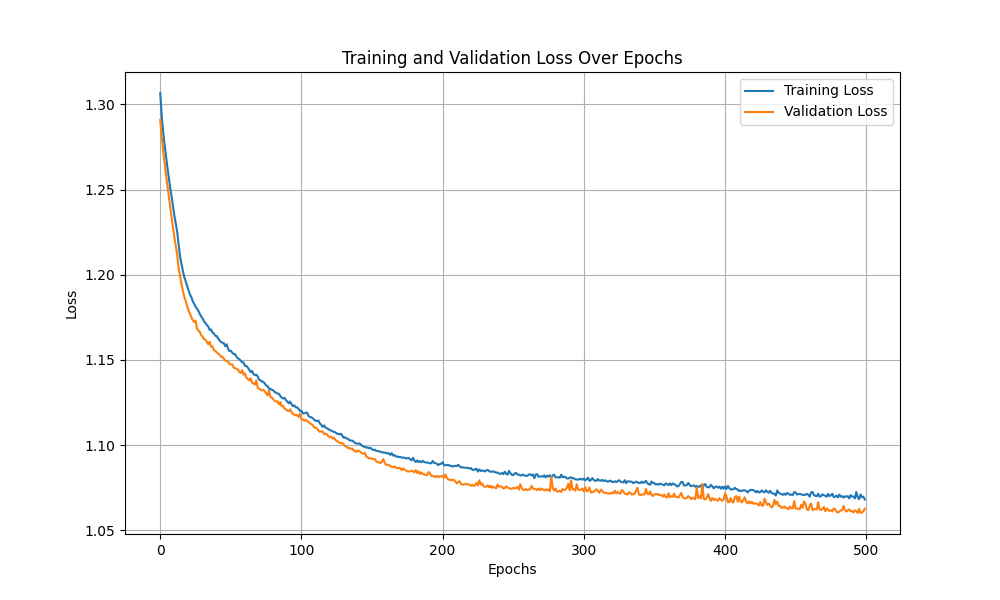 Training and Validation Loss Over Epochs
Training Loss
Validation Loss
Loss
1.30
1.25
1.20
1.15
1.10
1.05
0 100 200 300 400 500
Epochs